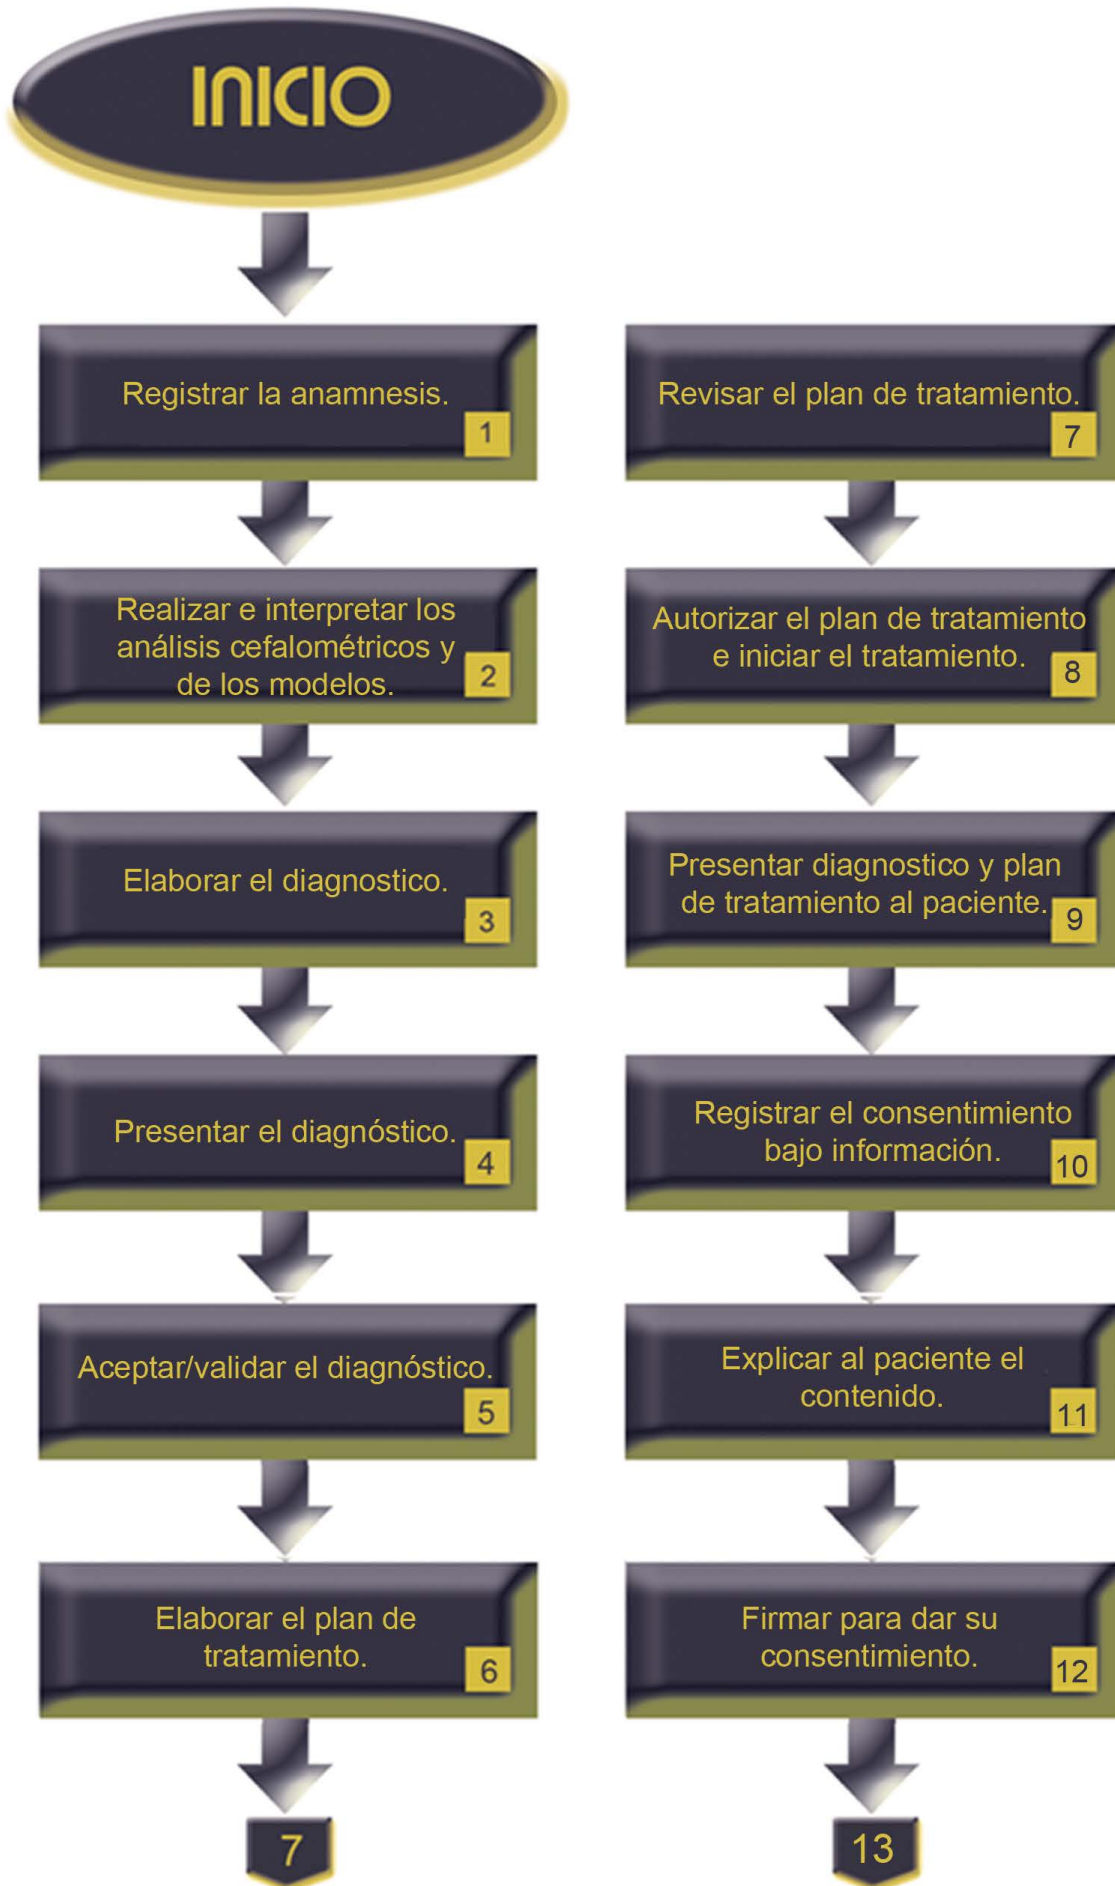 INICIO
Registrar la anamnesis.
1
Realizar e interpretar los
análisis cefalométricos y
de los modelos.
2
Elaborar el diagnostico.
3
Presentar el diagnóstico.
4
Aceptar/validar el diagnóstico.
5
Elaborar el plan de
tratamiento.
6
7
Revisar el plan de tratamiento.
7
Autorizar el plan de tratamiento
e iniciar el tratamiento.
8
Presentar diagnostico y plan
de tratamiento al paciente.
9
Registrar el consentimiento
bajo información.
10
Explicar al paciente el
contenido.
11
Firmar para dar su
consentimiento.
12
13